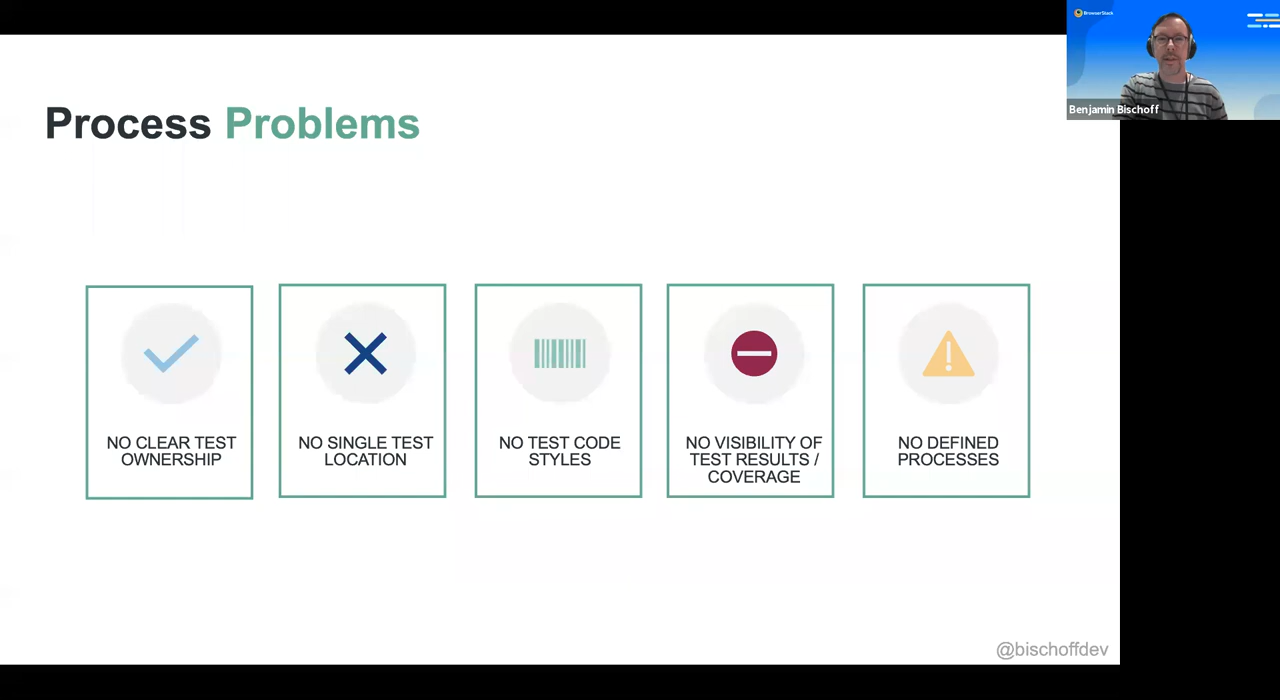 BrowserStack
Benjamin Bischoff
Process Problems
NO CLEAR TEST
OWNERSHIP
NO SINGLE TEST
LOCATION
NO TEST CODE
STYLES
NO VISIBILITY OF
TEST RESULTS /
COVERAGE
NO DEFINED
PROCESSES
@bischoffdev